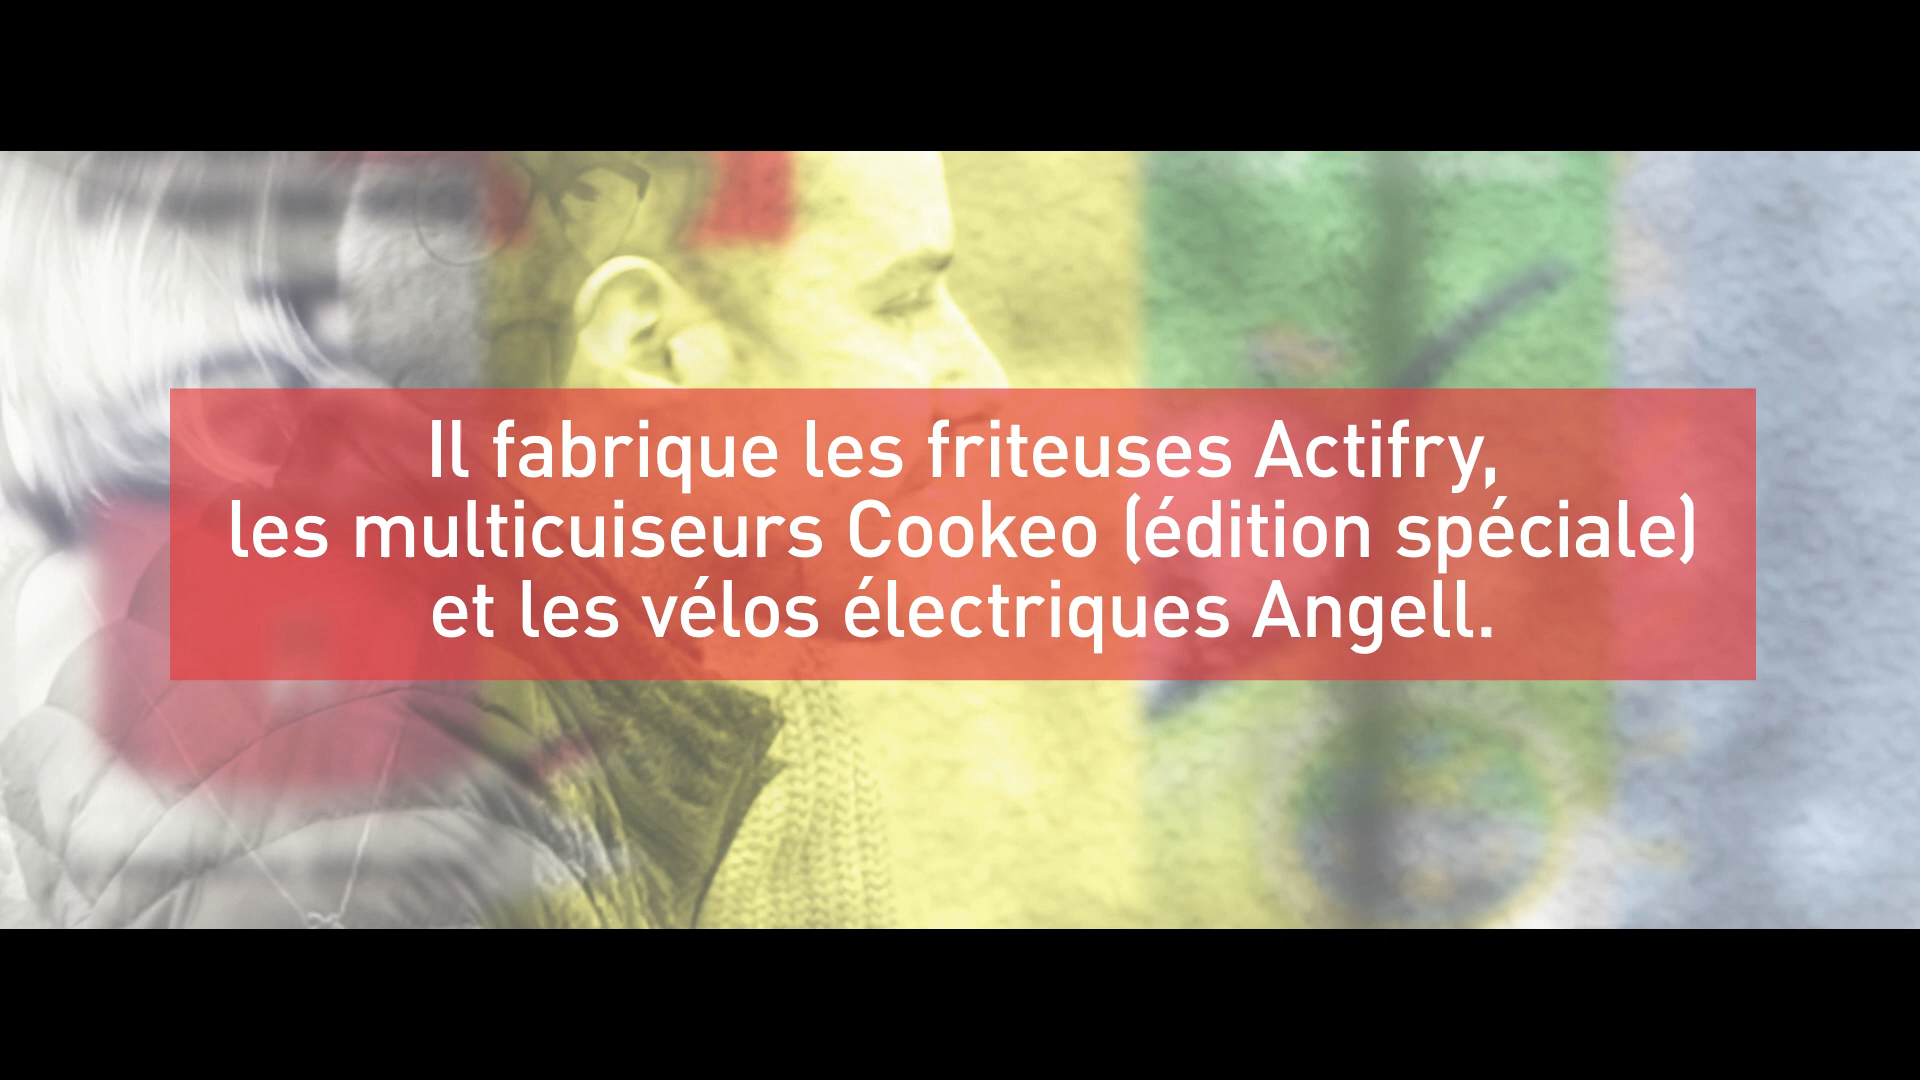 Il fabrique les friteuses Actifry,
les multicuiseurs Cookeo (édition spéciale)
et les vélos électriques Angell.